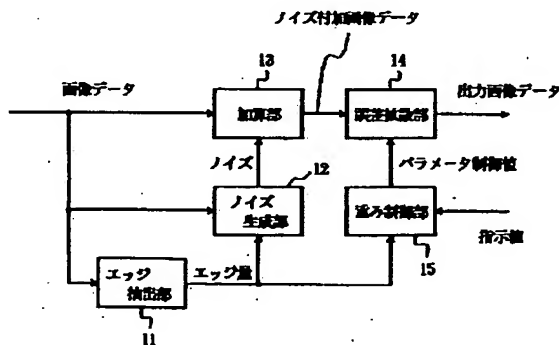 ノイズ付加画像データ
13
14
画像データ
加算部
誤差拡散部
出力画像データ
ノイズ
12
パラメータ制御値
ノイズ
生成部
重み制御部
指示値
エッジ
抽出部
エッジ量
15
11